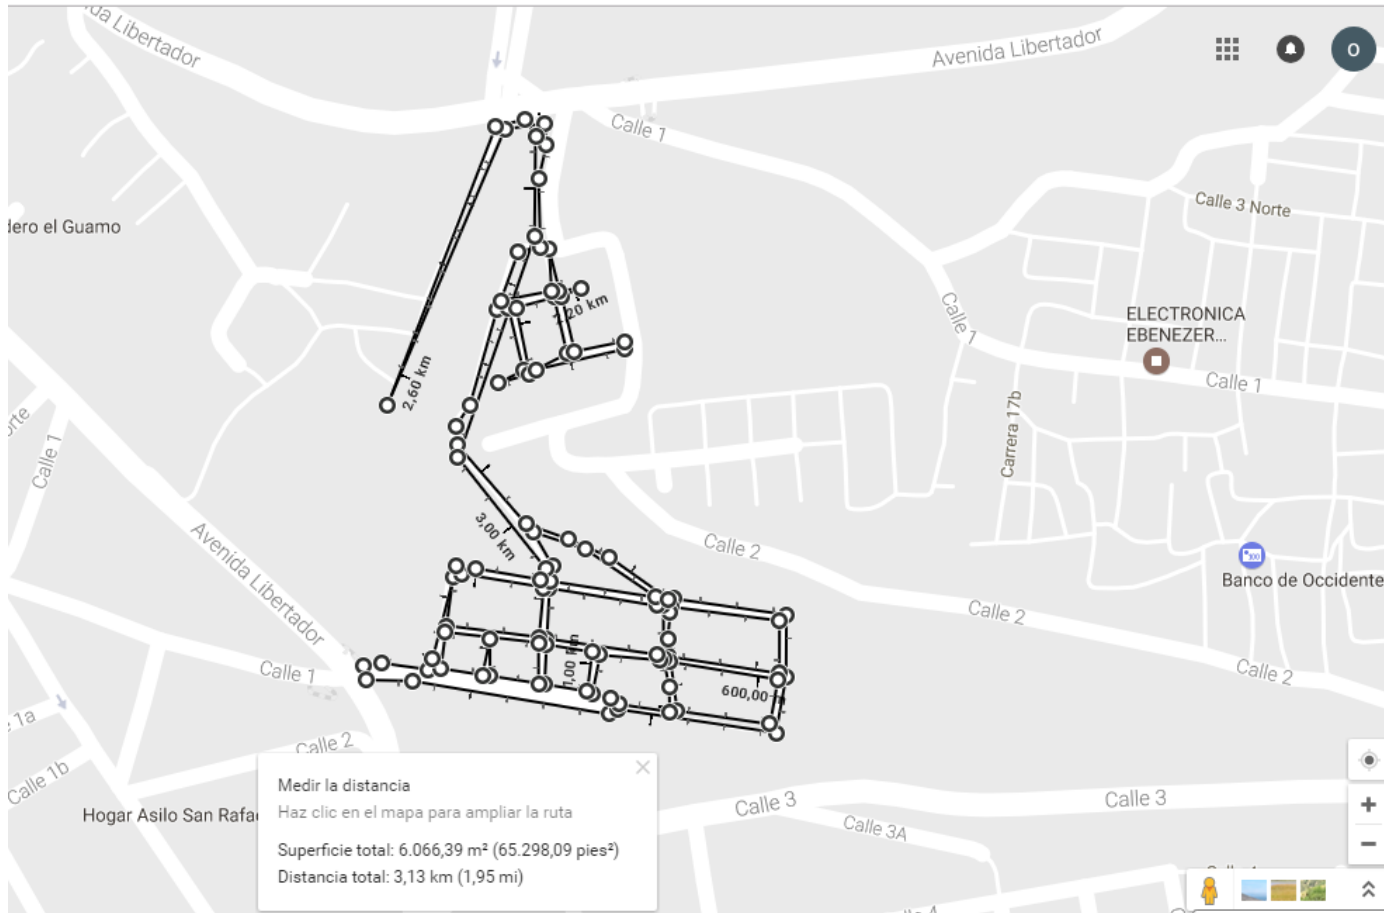 da Libertador
Avenida Libertador
O
Calle 1
Calle 3 Norte
dero el Guamo
20 km
Calle 1
ELECTRONICA
EBENEZER...
2,60 km
Calle 1
Carrera 17b
orte
Calle 1
3,00 km
Calle 2
Avenida Libertador
Banco de Occidente
Calle 2
1,00 km
Calle 1
600,00
Calle 2
1a
Calle 2
Calle 1b
Medir la distancia
Haz clic en el mapa para ampliar la ruta
Superficie total: 6.066,39 m² (65.298,09 pies²)
Distancia total: 3,13 km (1,95 mi)
Hogar Asilo San Rafae
Calle 3
Calle 3
Calle 3A